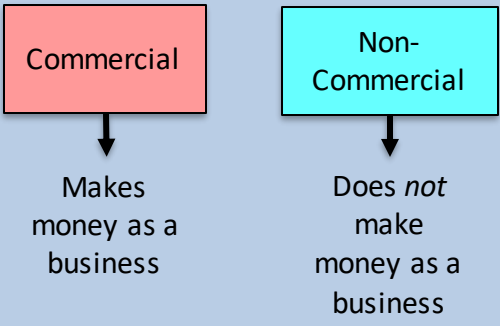 Commercial
Makes
money as a
business
Non-
Commercial
Does not
make
money as a
business